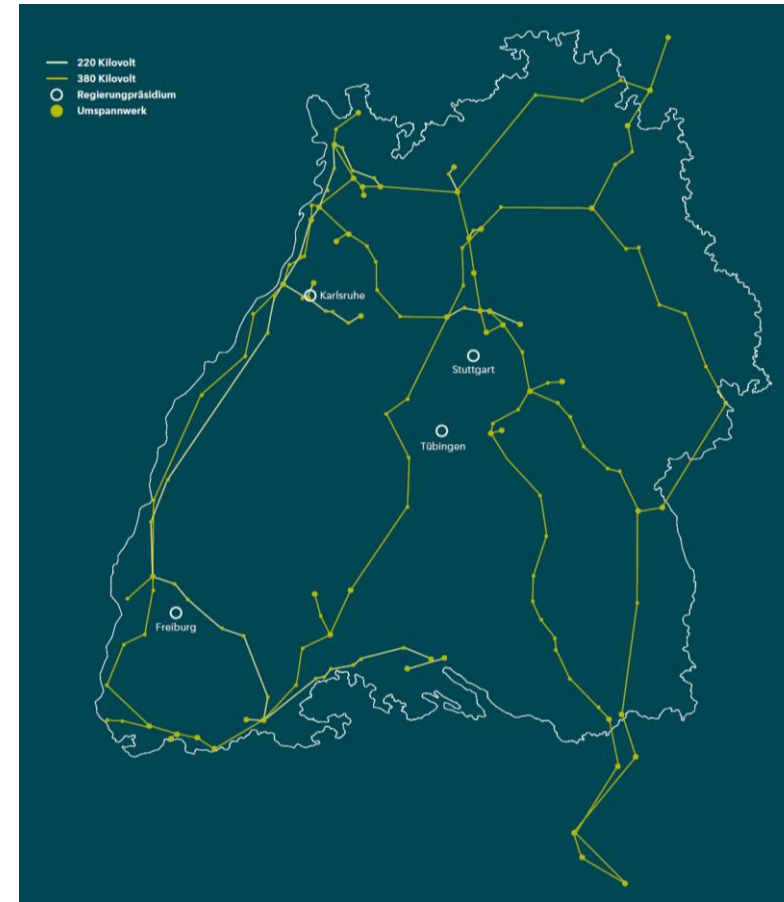 220 Kilovolt
380 Kilovolt
Regierungpräsidium
Umspannwerk
Karlsruhe
Stuttgart
Tübingen
Freiburg